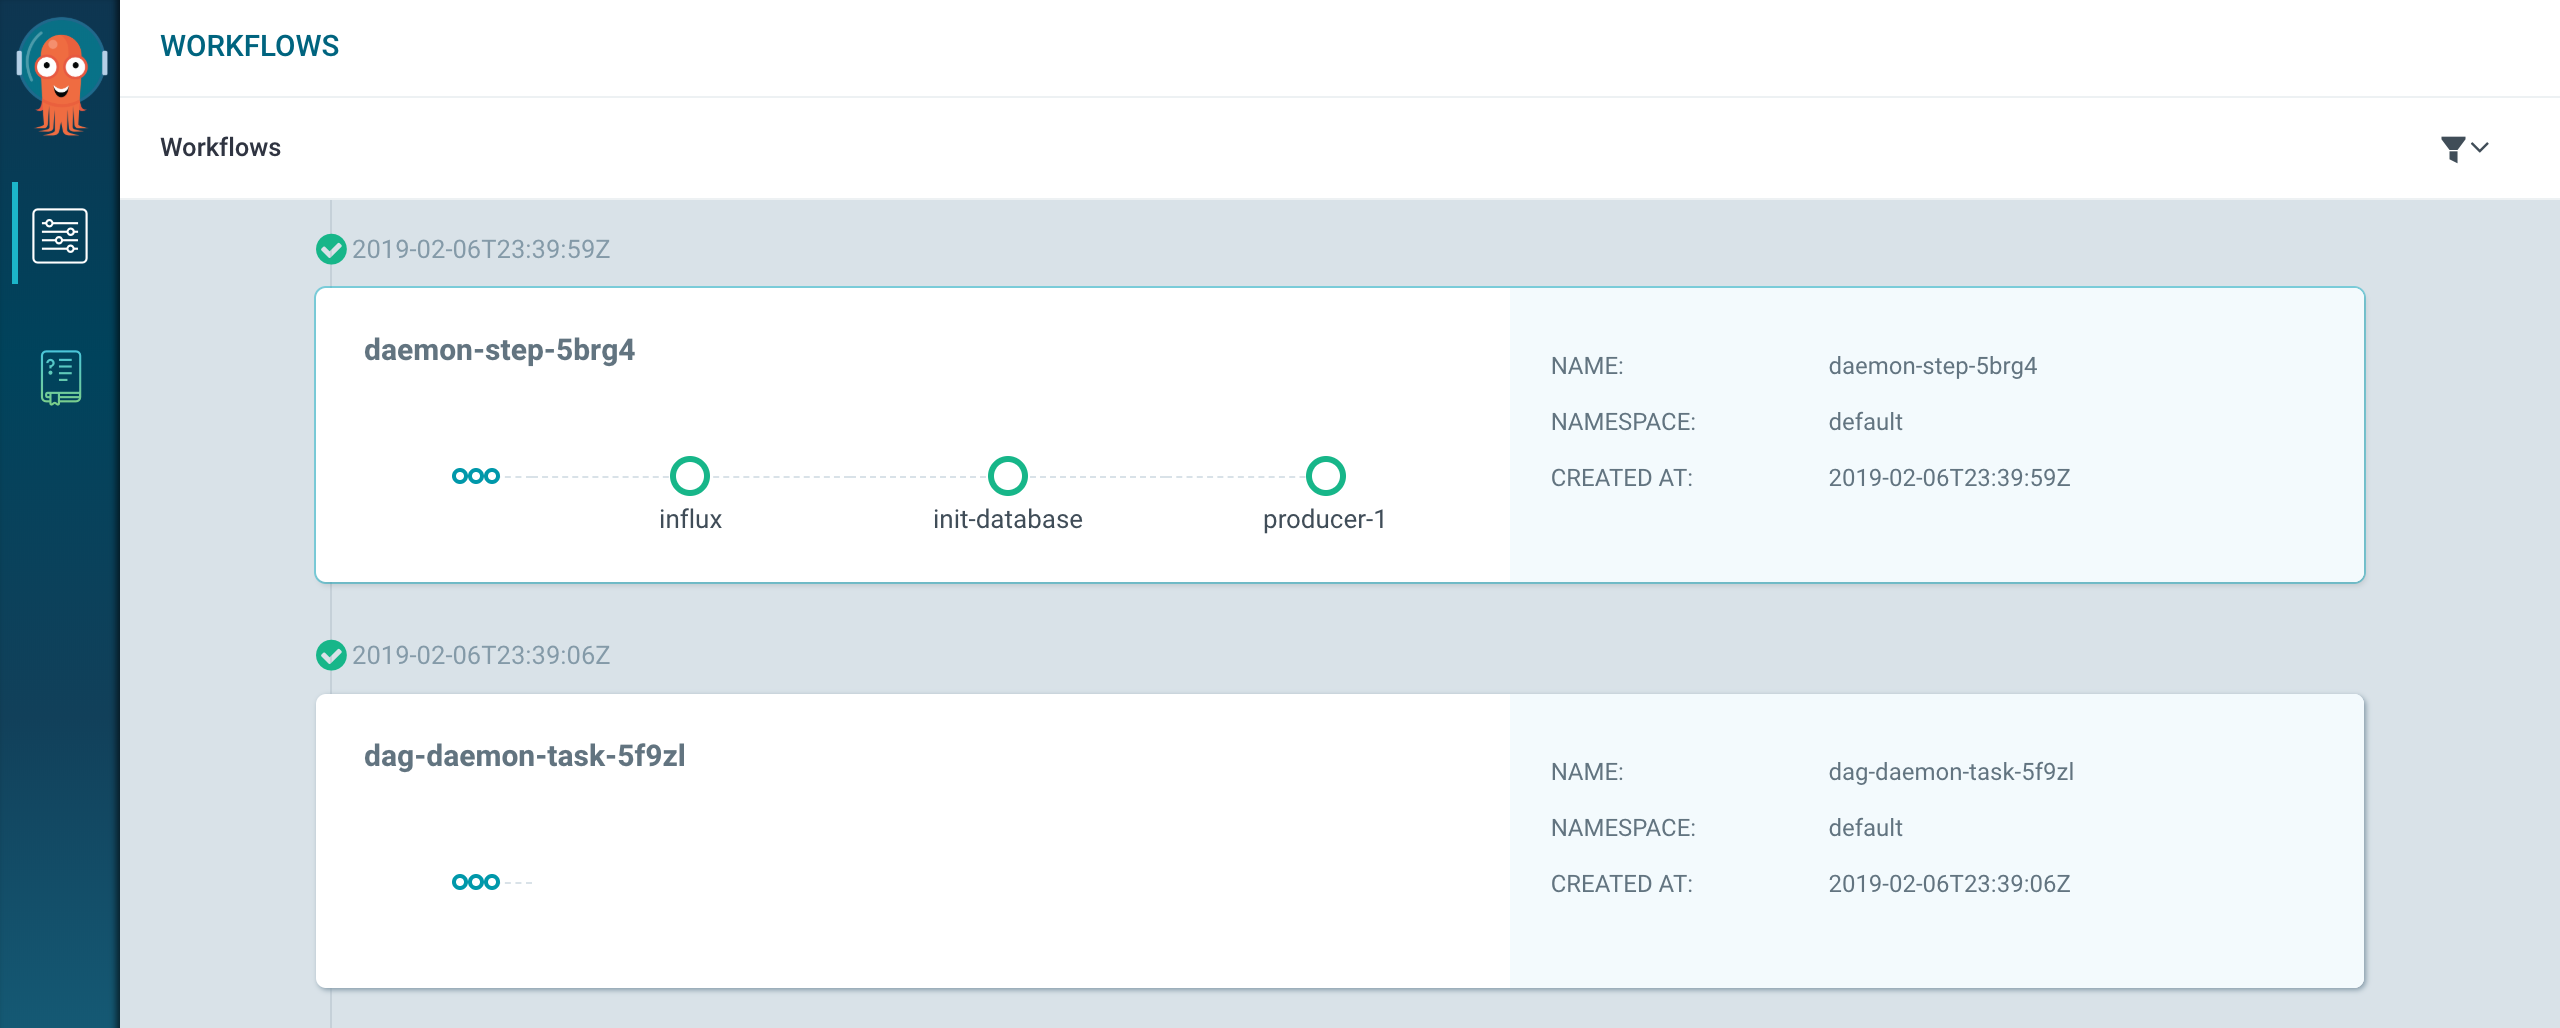 WORKFLOWS
Workflows
2019-02-06T23:39:59Z
daemon-step-5brg4
influx
init-database
producer-1
NAME: daemon-step-5brg4
NAMESPACE: default
CREATED AT: 2019-02-06T23:39:59Z
2019-02-06T23:39:06Z
dag-daemon-task-5f9zl
NAME: dag-daemon-task-5f9zl
NAMESPACE: default
CREATED AT: 2019-02-06T23:39:06Z